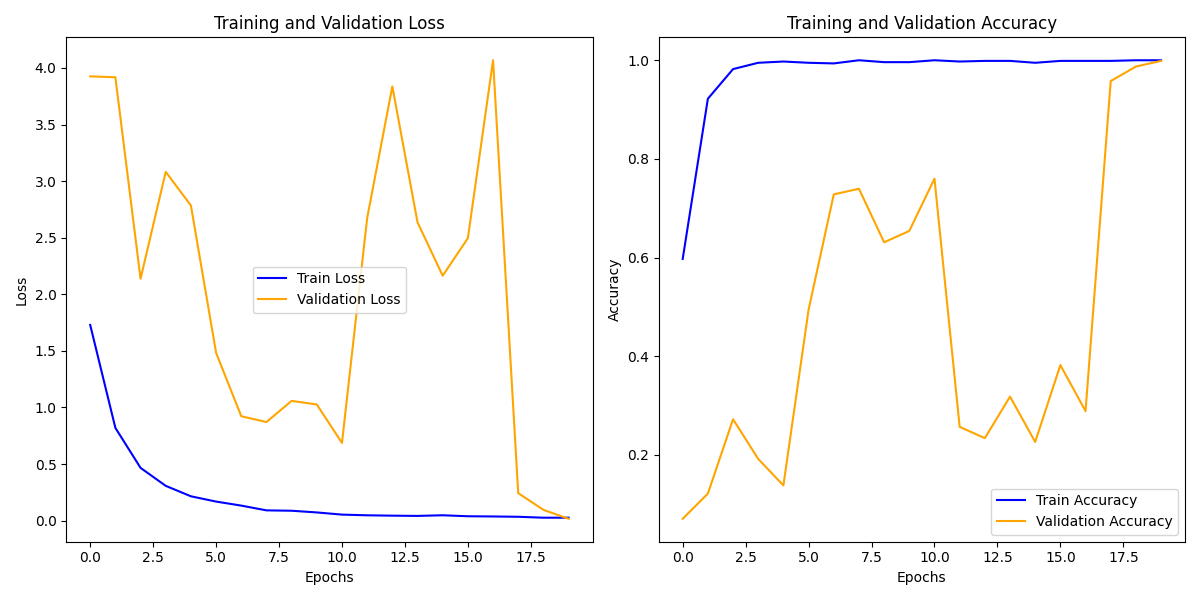 Training and Validation Loss
Loss
4.0
3.5
3.0
2.5
2.0
1.5
1.0
0.5
0.0
Train Loss
Validation Loss
0.0 2.5 5.0 7.5 10.0 12.5 15.0 17.5
Epochs
Training and Validation Accuracy
Accuracy
1.0
0.8
0.6
0.4
0.2
Train Accuracy
Validation Accuracy
0.0 2.5 5.0 7.5 10.0 12.5 15.0 17.5
Epochs